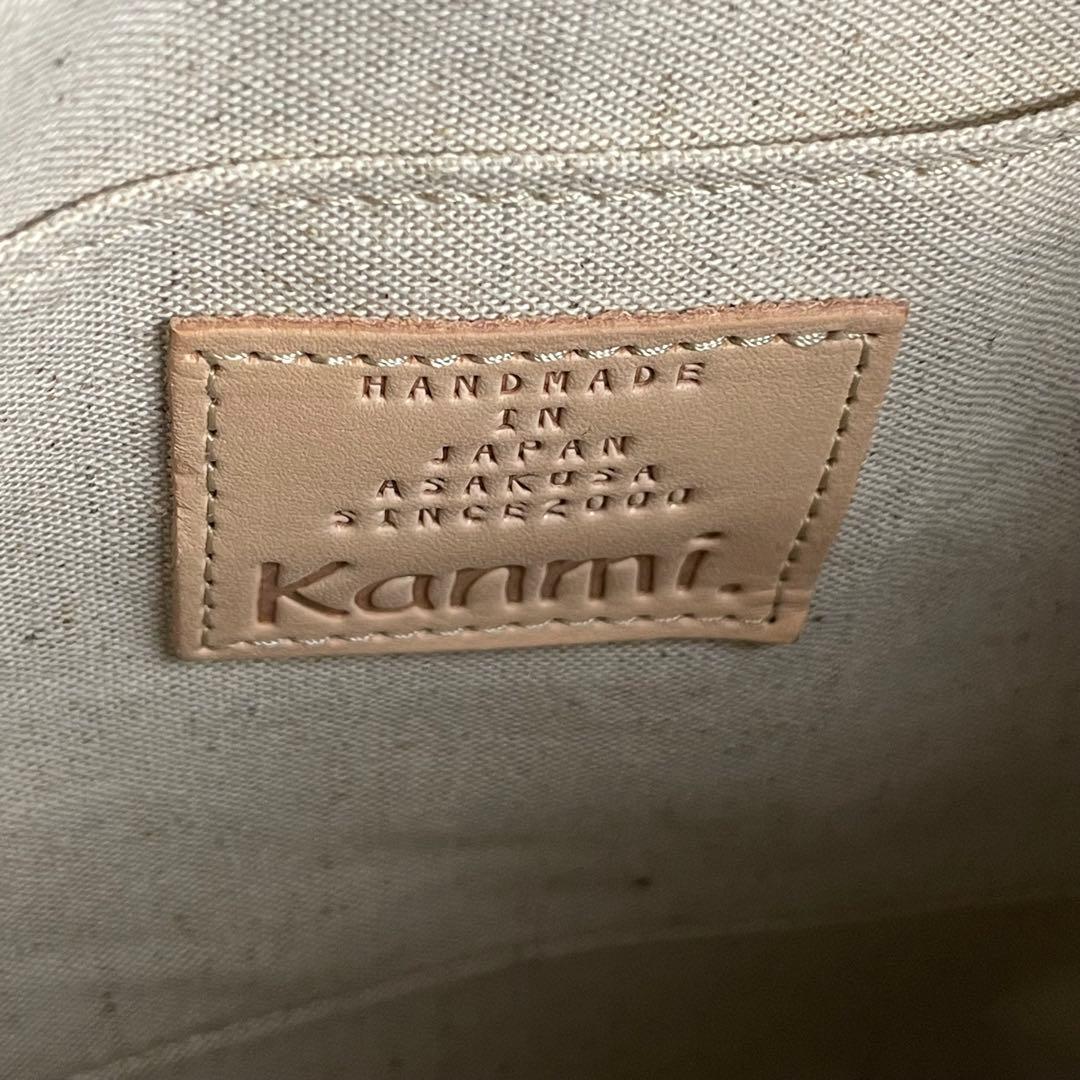 HANDMADE
IN
JAPAN
ASAKUSA
SINCE2000
Kanmi.